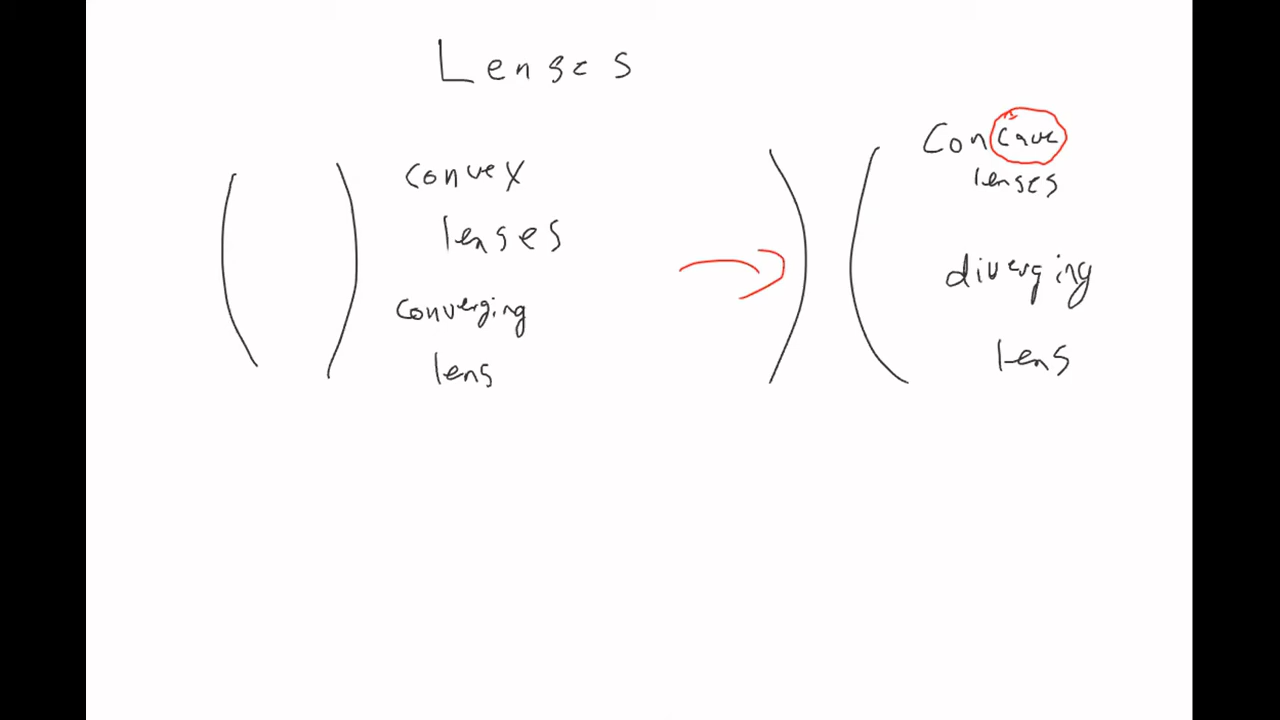 Lenses
convex
lenses
converging
lens
Concave
lenses
diverging
lens